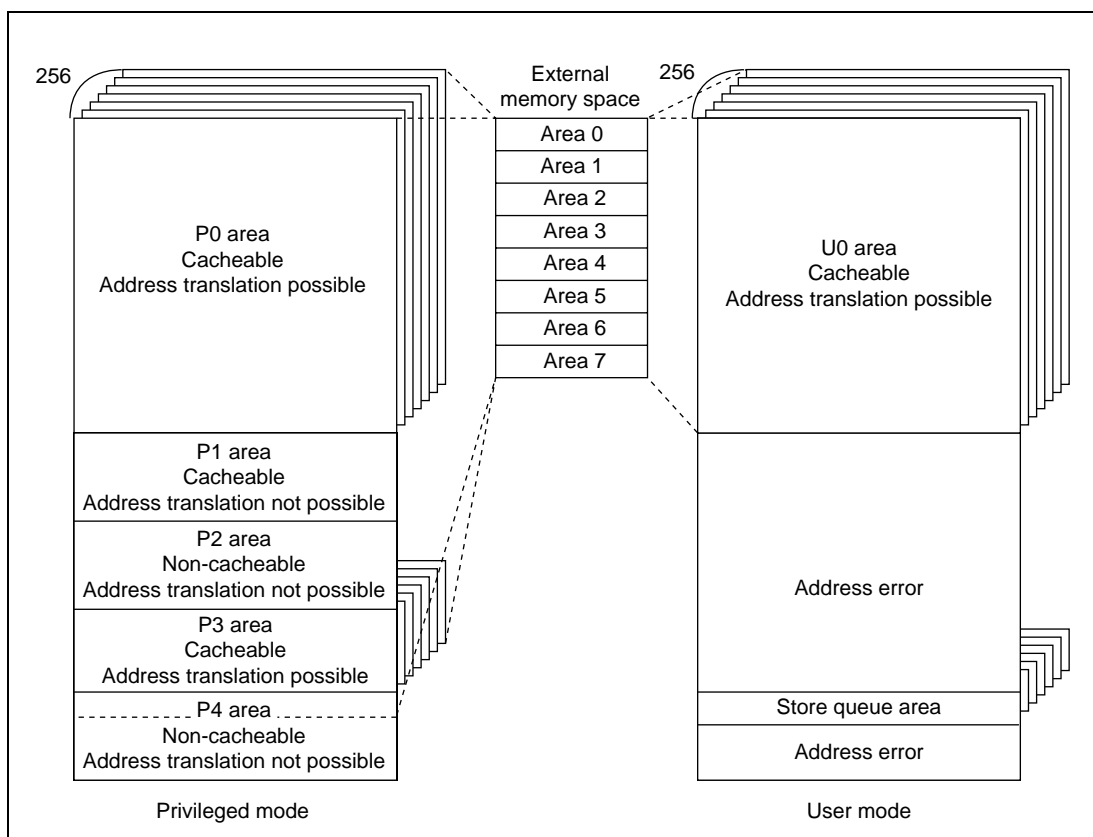 256
P0 area
Cacheable
Address translation possible
P1 area
Cacheable
Address translation not possible
P2 area
Non-cacheable
Address translation not possible
P3 area
Cacheable
Address translation possible
P4 area
Non-cacheable
Address translation not possible
Privileged mode
External
memory space
Area 0
Area 1
Area 2
Area 3
Area 4
Area 5
Area 6
Area 7
256
U0 area
Cacheable
Address translation possible
Address error
Store queue area
Address error
User mode